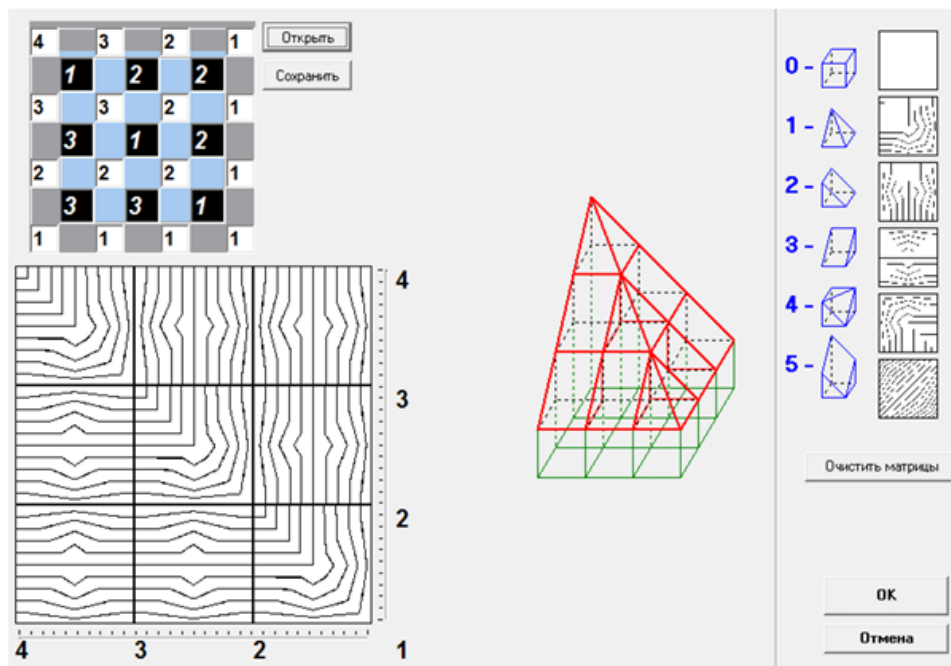 4 3 2 1
Открыть
1 2 2
Сохранить
3 3 2 1
3 1 2
2 2 2 1
3 3 1
1 1 1 1
0 -
1 -
2 -
3 -
4 -
5 -
4
3
2
4 3 2 1
Очистить матрицы
OK
Отмена